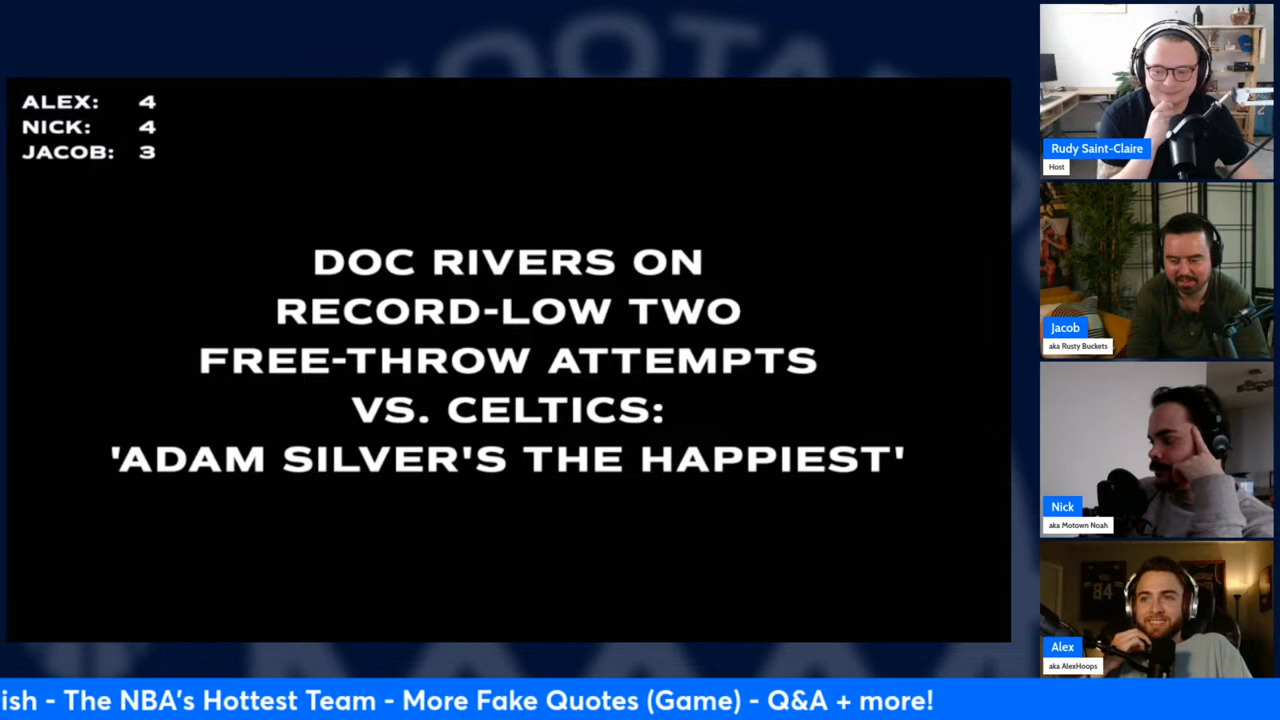 ALEX: 4
NICK: 4
JACOB: 3
DOC RIVERS ON
RECORD-LOW TWO
FREE-THROW ATTEMPTS
VS. CELTICS:
'ADAM SILVER'S THE HAPPIEST'
Rudy Saint-Claire
Host
Jacob
aka Rusty Buckets
Nick
aka Motown Noah
84
Alex
aka AlexHoops
ish - The NBA's Hottest Team - More Fake Quotes (Game) - Q&A + more!